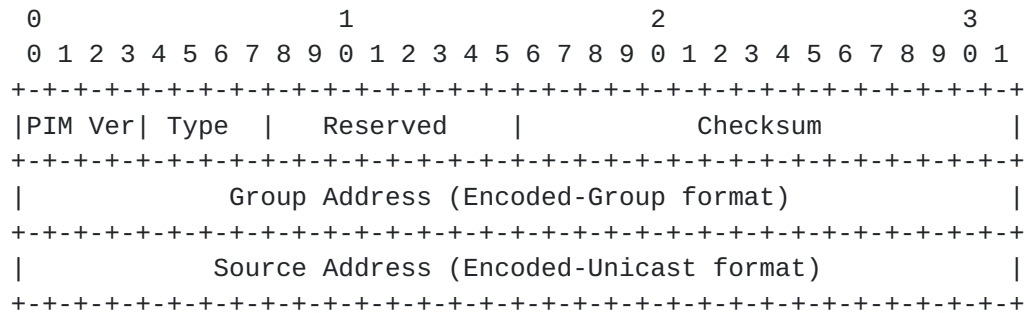 0                   1                   2                   3
 0 1 2 3 4 5 6 7 8 9 0 1 2 3 4 5 6 7 8 9 0 1 2 3 4 5 6 7 8 9 0 1
+-+-+-+-+-+-+-+-+-+-+-+-+-+-+-+-+-+-+-+-+-+-+-+-+-+-+-+-+-+-+-+-+
|PIM Ver| Type  |   Reserved    |           Checksum            |
+-+-+-+-+-+-+-+-+-+-+-+-+-+-+-+-+-+-+-+-+-+-+-+-+-+-+-+-+-+-+-+-+
|             Group Address (Encoded-Group format)              |
+-+-+-+-+-+-+-+-+-+-+-+-+-+-+-+-+-+-+-+-+-+-+-+-+-+-+-+-+-+-+-+-+
|            Source Address (Encoded-Unicast format)            |
+-+-+-+-+-+-+-+-+-+-+-+-+-+-+-+-+-+-+-+-+-+-+-+-+-+-+-+-+-+-+-+-+